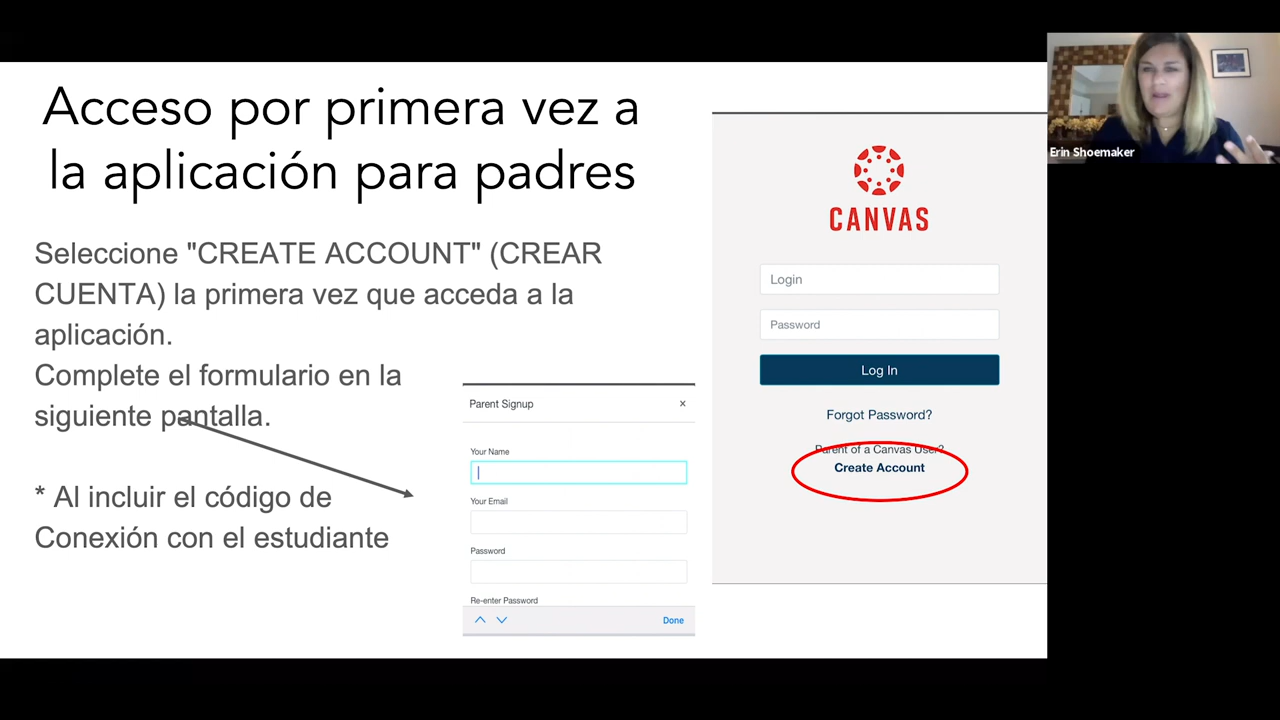 Acceso por primera vez a
la aplicación para padres
Seleccione "CREATE ACCOUNT" (CREAR
CUENTA) la primera vez que acceda a la
aplicación.
Complete el formulario en la
siguiente pantalla.
* Al incluir el código de
Conexión con el estudiante
Parent Signup ×
Your Name
Your Email
Password
Re-enter Password
Done
CANVAS
Login
Password
Log In
Forgot Password?
Parent of a Canvas User?
Create Account
Erin Shoemaker